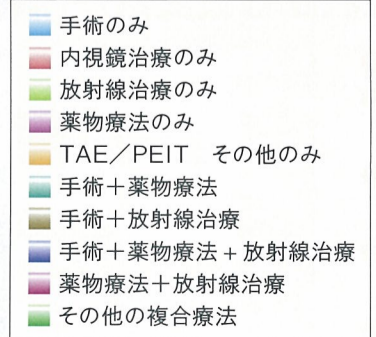 手術のみ
内視鏡治療のみ
放射線治療のみ
薬物療法のみ
TAE／PEIT　その他のみ
手術＋薬物療法
手術＋放射線治療
手術＋薬物療法+放射線治療
薬物療法＋放射線治療
その他の複合療法